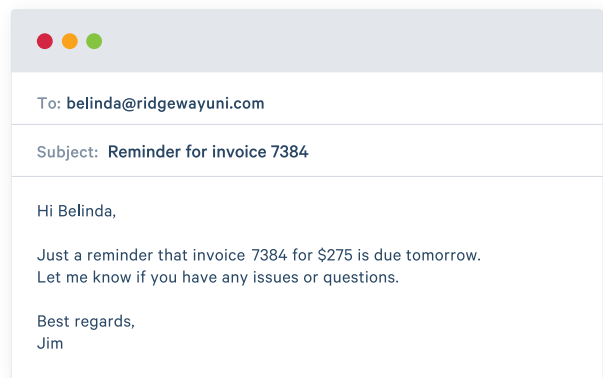 To: belinda@ridgewayuni.com
Subject: Reminder for invoice 7384
Hi Belinda,
Just a reminder that invoice 7384 for $275 is due tomorrow.
Let me know if you have any issues or questions.
Best regards,
Jim